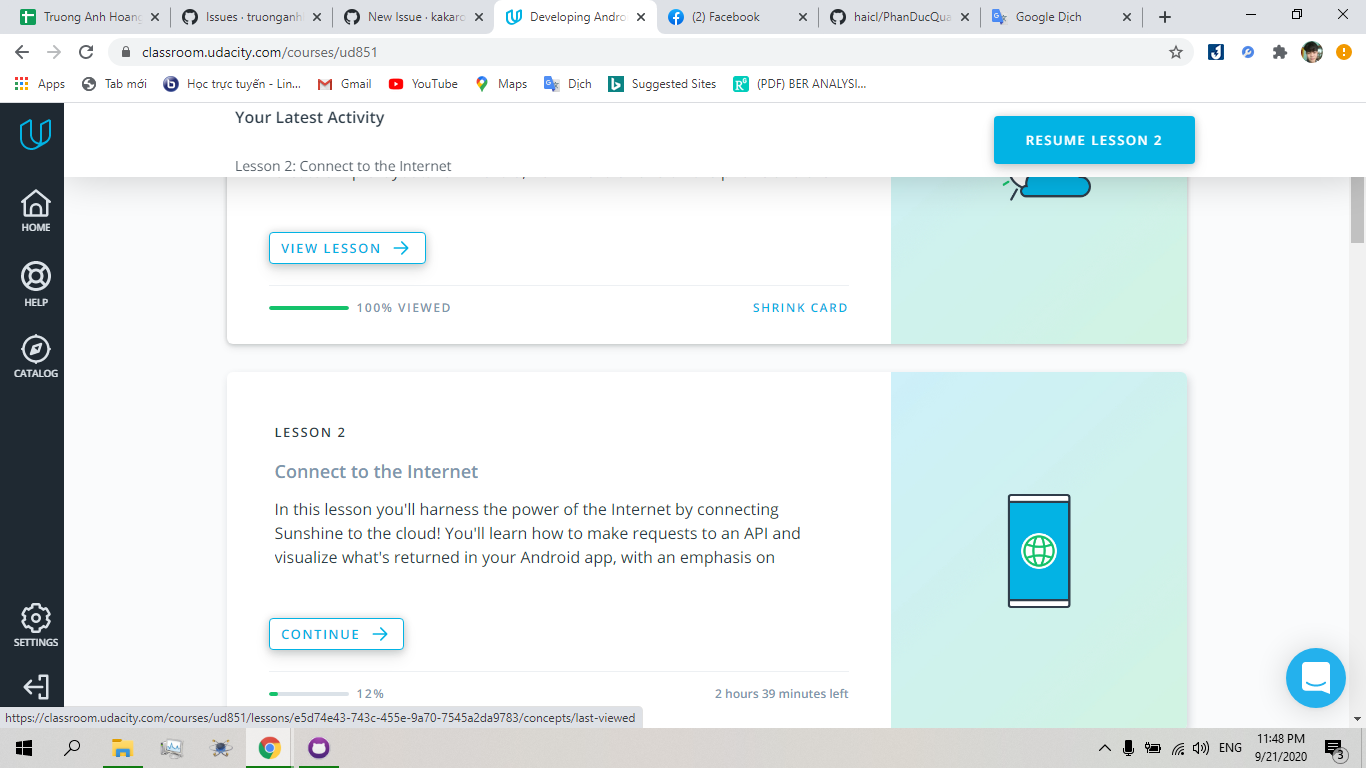 Truong Anh Hoang
Issues · truonganh
New Issue · kakaro
Developing Andro
(2) Facebook
haicl/PhanDucQua
Google Dịch
classroom.udacity.com/courses/ud851
Apps
Tab mới
Học trực tuyến - Lin...
Gmail
YouTube
Maps
Dịch
Suggested Sites
(PDF) BER ANALYSI...
Your Latest Activity
Lesson 2: Connect to the Internet
RESUME LESSON 2
HOME
HELP
CATALOG
SETTINGS
VIEW LESSON
100% VIEWED
SHRINK CARD
LESSON 2
Connect to the Internet
In this lesson you'll harness the power of the Internet by connecting
Sunshine to the cloud! You'll learn how to make requests to an API and
visualize what's returned in your Android app, with an emphasis on
CONTINUE
12%
2 hours 39 minutes left
https://classroom.udacity.com/courses/ud851/lessons/e5d74e43-743c-455e-9a70-7545a2da9783/concepts/last-viewed
ENG
11:48 PM
9/21/2020
3